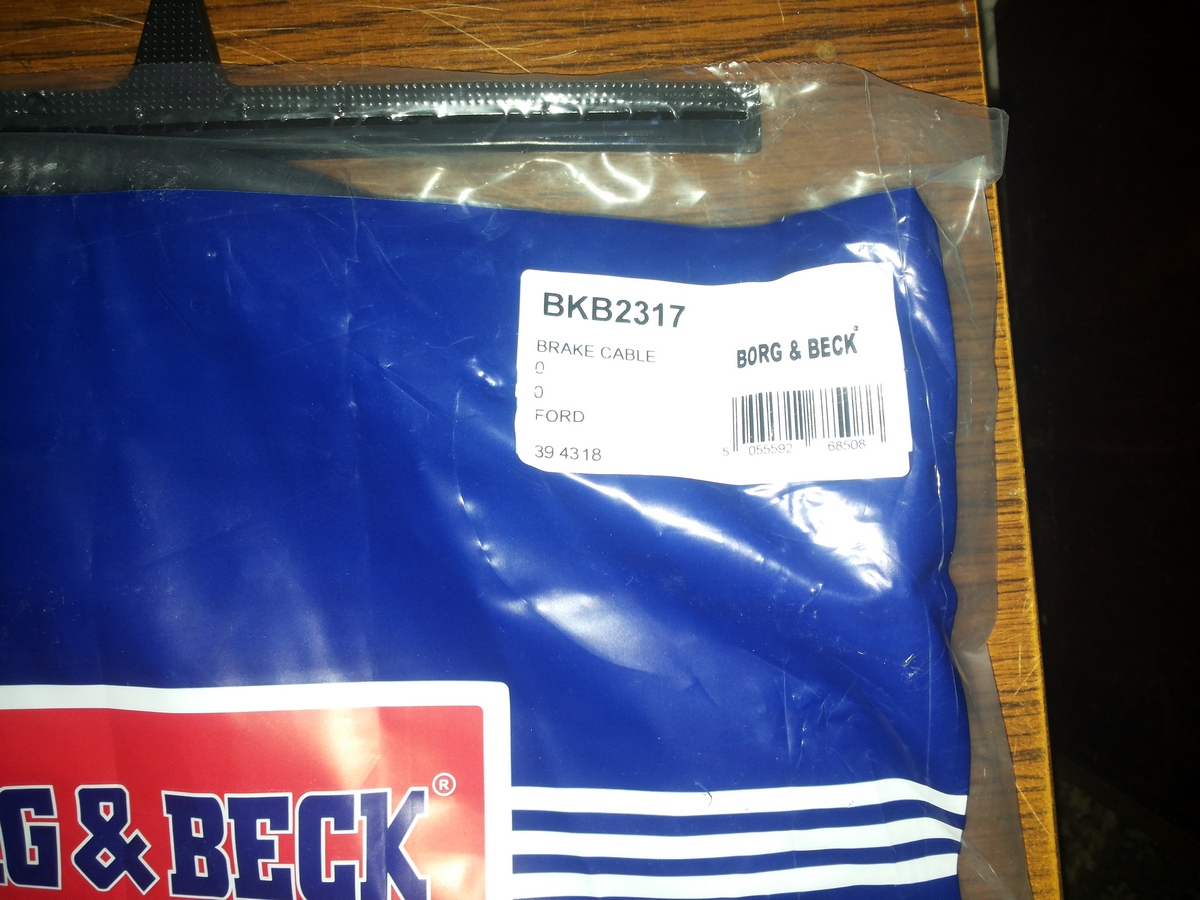 BKB2317
BRAKE CABLE
0
0
FORD
39 4318
BORG & BECK®
5 055592 68508
G & BECK®